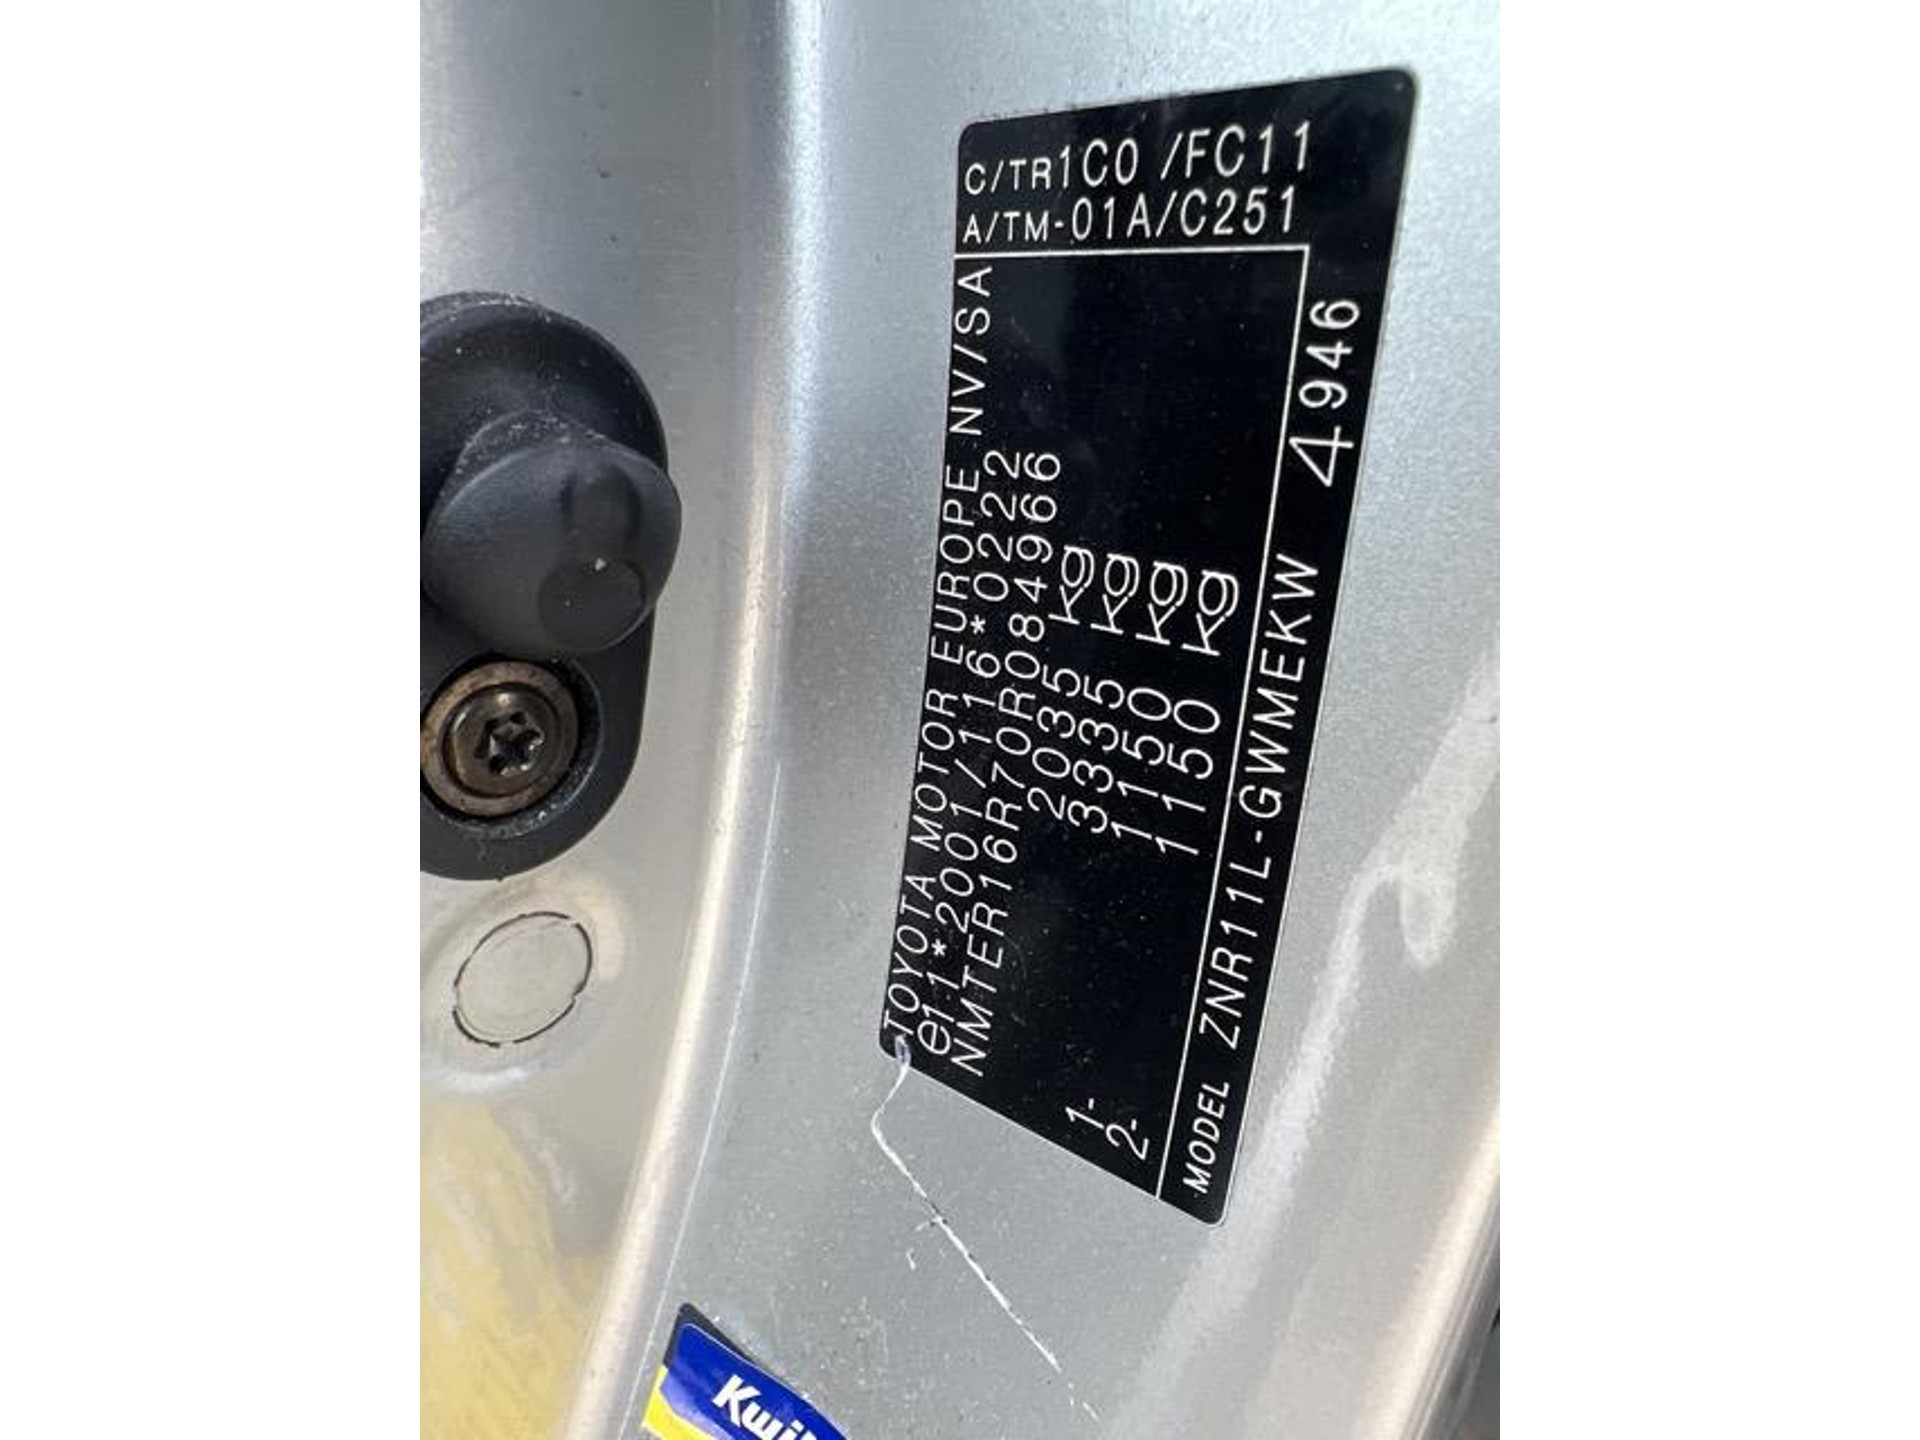 TOYOTA MOTOR EUROPE NV/SA
e11*2001/116*0222
NMTER16R70R084966
2035 kg
3335 kg
1- 1150 kg
2- 1150 kg
MODEL ZNR11L-GWMEKW 4946
C/TR1C0 /FC11
A/TM-01A/C251